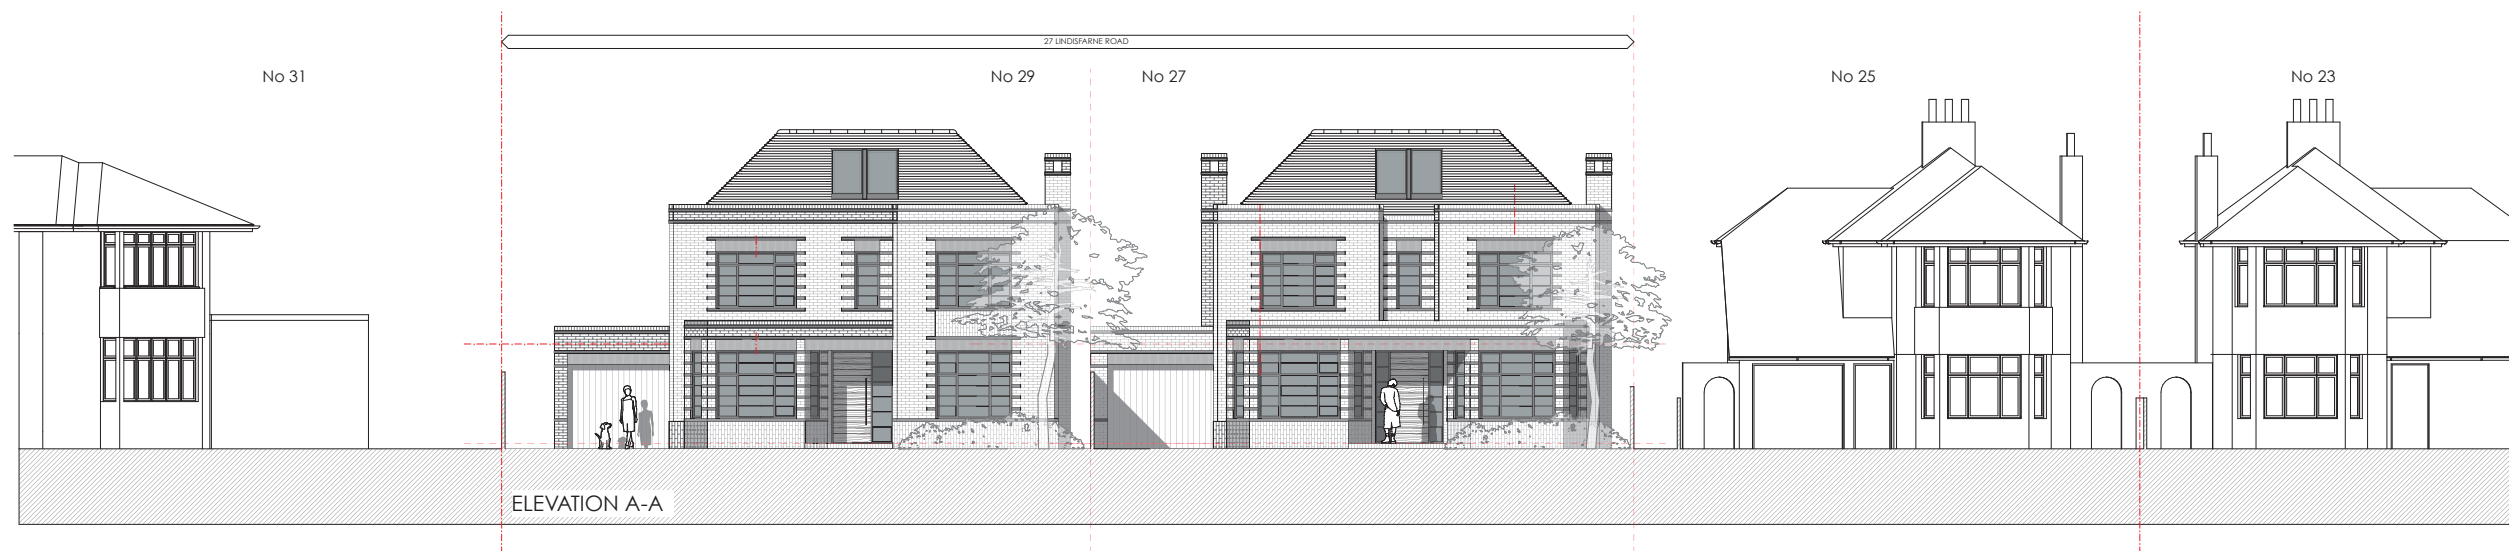 27 LINDISFARNE ROAD
No 31
No 29
No 27
No 25
No 23
ELEVATION A-A